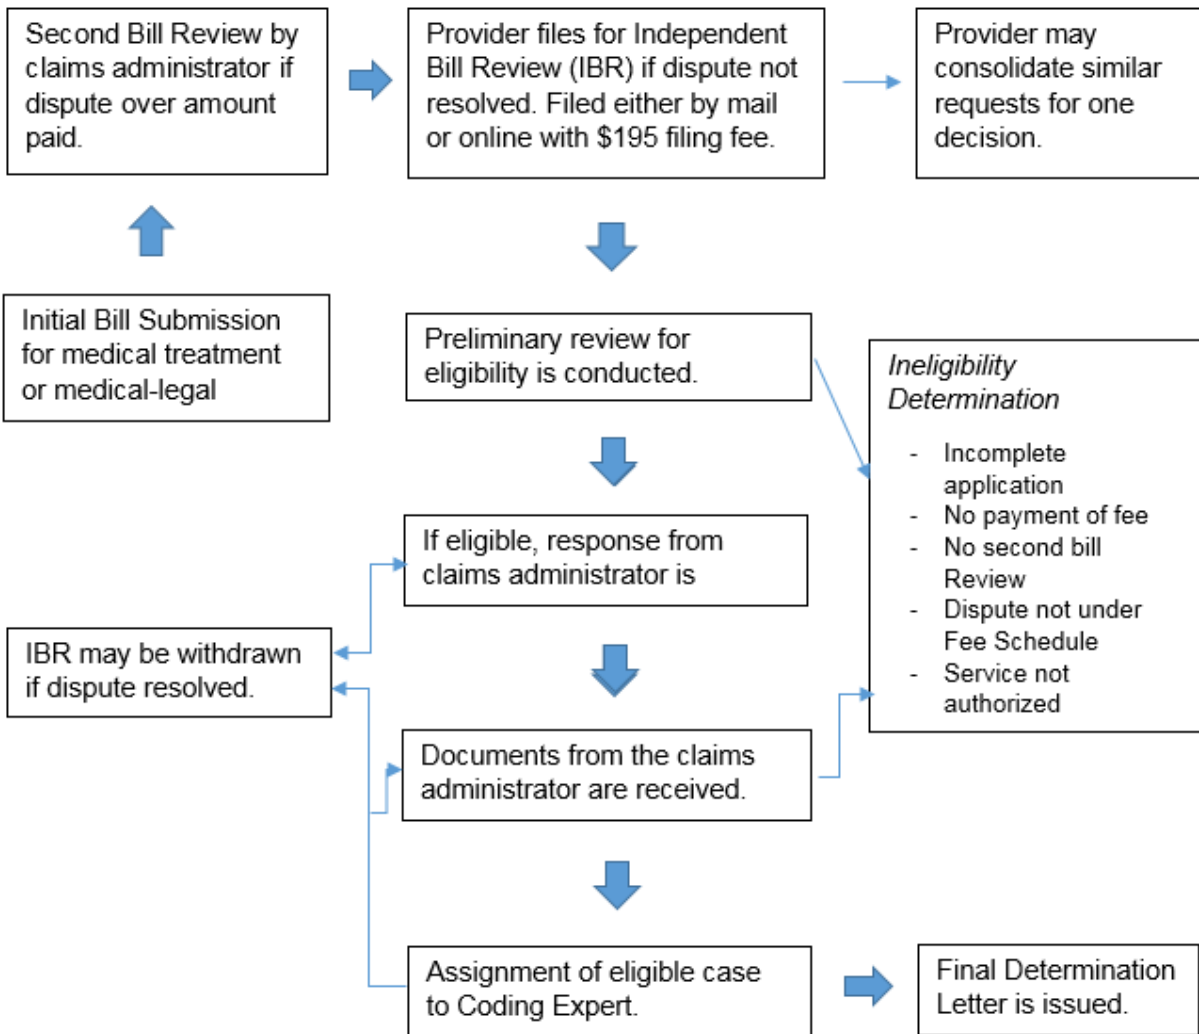 Second Bill Review by
claims administrator if
dispute over amount
paid.
Provider files for Independent
Bill Review (IBR) if dispute not
resolved. Filed either by mail
or online with $195 filing fee.
Provider may
consolidate similar
requests for one
decision.
Initial Bill Submission
for medical treatment
or medical-legal
Preliminary review for
eligibility is conducted.
Ineligibility
Determination
- Incomplete
application
- No payment of fee
- No second bill
Review
- Dispute not under
Fee Schedule
- Service not
authorized
If eligible, response from
claims administrator is
IBR may be withdrawn
if dispute resolved.
Documents from the claims
administrator are received.
Assignment of eligible case
to Coding Expert.
Final Determination
Letter is issued.